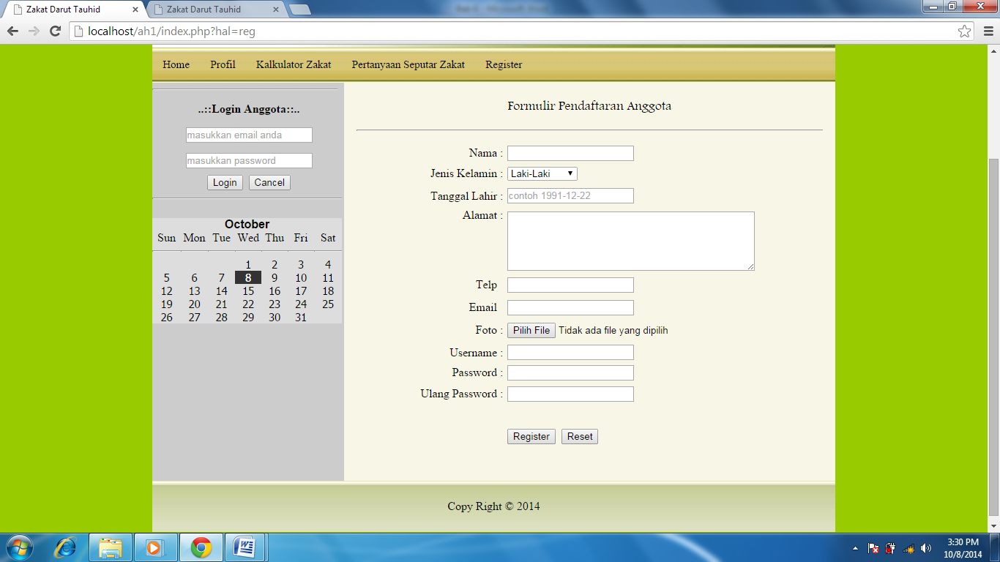 Zakat Darut Tauhid
Zakat Darut Tauhid
localhost/ah1/index.php?hal=reg
Home Profil Kalkulator Zakat Pertanyaan Seputar Zakat Register
..::Login Anggota::..
masukkan email anda
masukkan password
Login Cancel
October
Sun Mon Tue Wed Thu Fri Sat
1 2 3 4
5 6 7 8 9 10 11
12 13 14 15 16 17 18
19 20 21 22 23 24 25
26 27 28 29 30 31
Formulir Pendaftaran Anggota
Nama :
Jenis Kelamin : Laki-Laki
Tanggal Lahir : contoh 1991-12-22
Alamat :
Telp
Email
Foto : Pilih File Tidak ada file yang dipilih
Username :
Password :
Ulang Password :
Register Reset
Copy Right © 2014
3:30 PM
10/8/2014